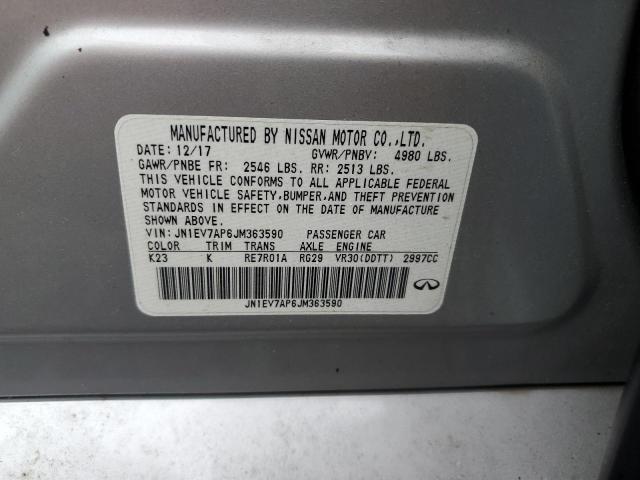 MANUFACTURED BY NISSAN MOTOR CO.,LTD.
DATE: 12/17 GVWR/PNBV: 4980 LBS.
GAWR/PNBE FR: 2546 LBS. RR: 2513 LBS.
THIS VEHICLE CONFORMS TO ALL APPLICABLE FEDERAL
MOTOR VEHICLE SAFETY,BUMPER,AND THEFT PREVENTION
STANDARDS IN EFFECT ON THE DATE OF MANUFACTURE
SHOWN ABOVE.
VIN: JN1EV7AP6JM363590 PASSENGER CAR
COLOR TRIM TRANS AXLE ENGINE
K23 K RE7R01A RG29 VR30(DDTT) 2997CC
JN1EV7AP6JM363590